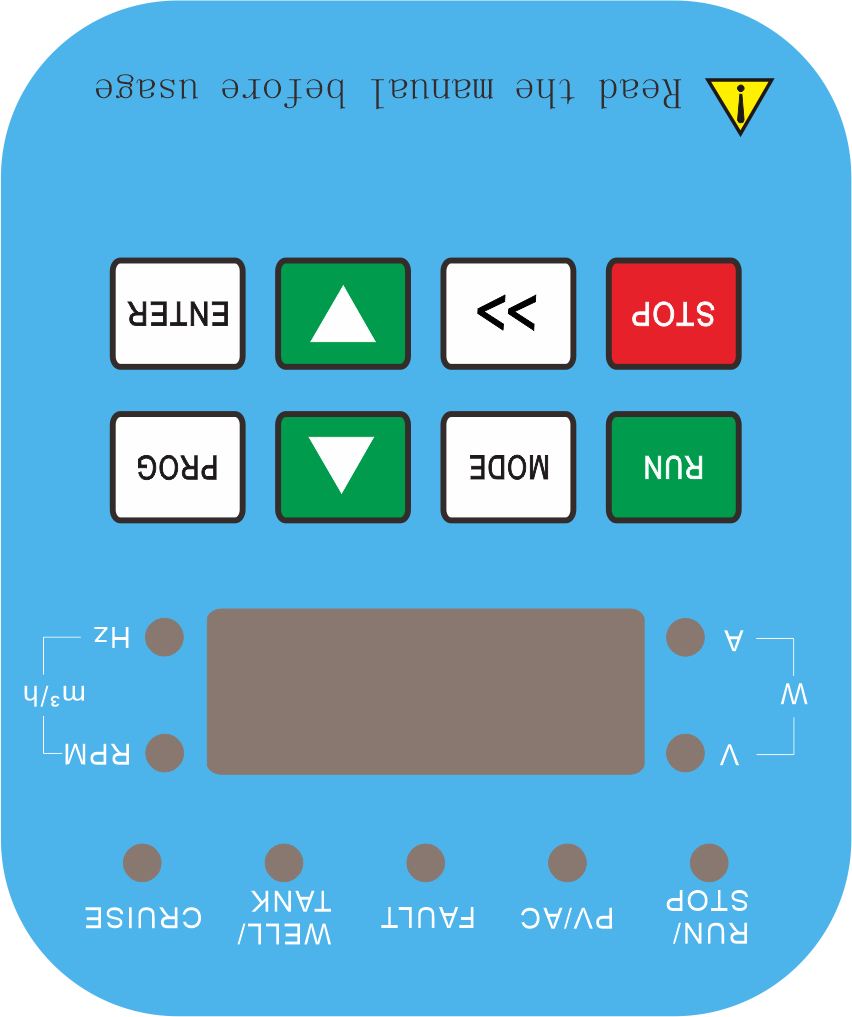 RUN/
STOP
PV/AC
FAULT
WELL/
TANK
CRUISE
V
RPM
W
m³/h
A
Hz
RUN
MODE
PROG
STOP
>>
ENTER
Read the manual before usage